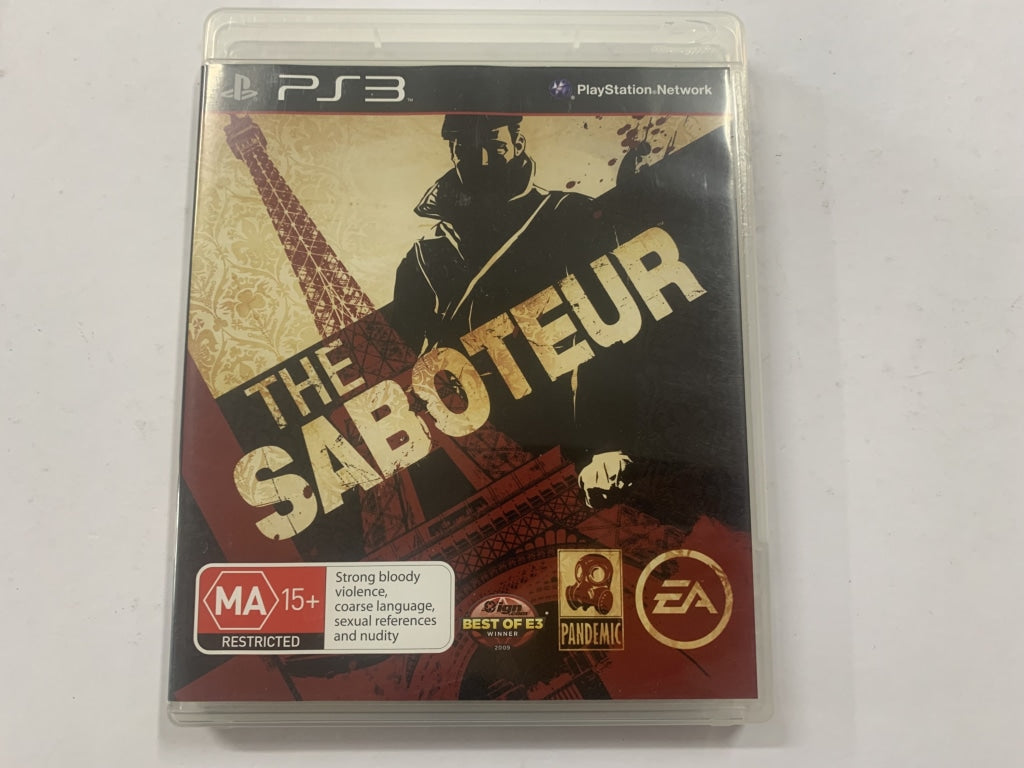 PS3
PlayStation®Network
THE
SABOTEUR
MA 15+
RESTRICTED
Strong bloody
violence,
coarse language,
sexual references
and nudity
ign.com
BEST OF E3
WINNER
2009
PANDEMIC
EA